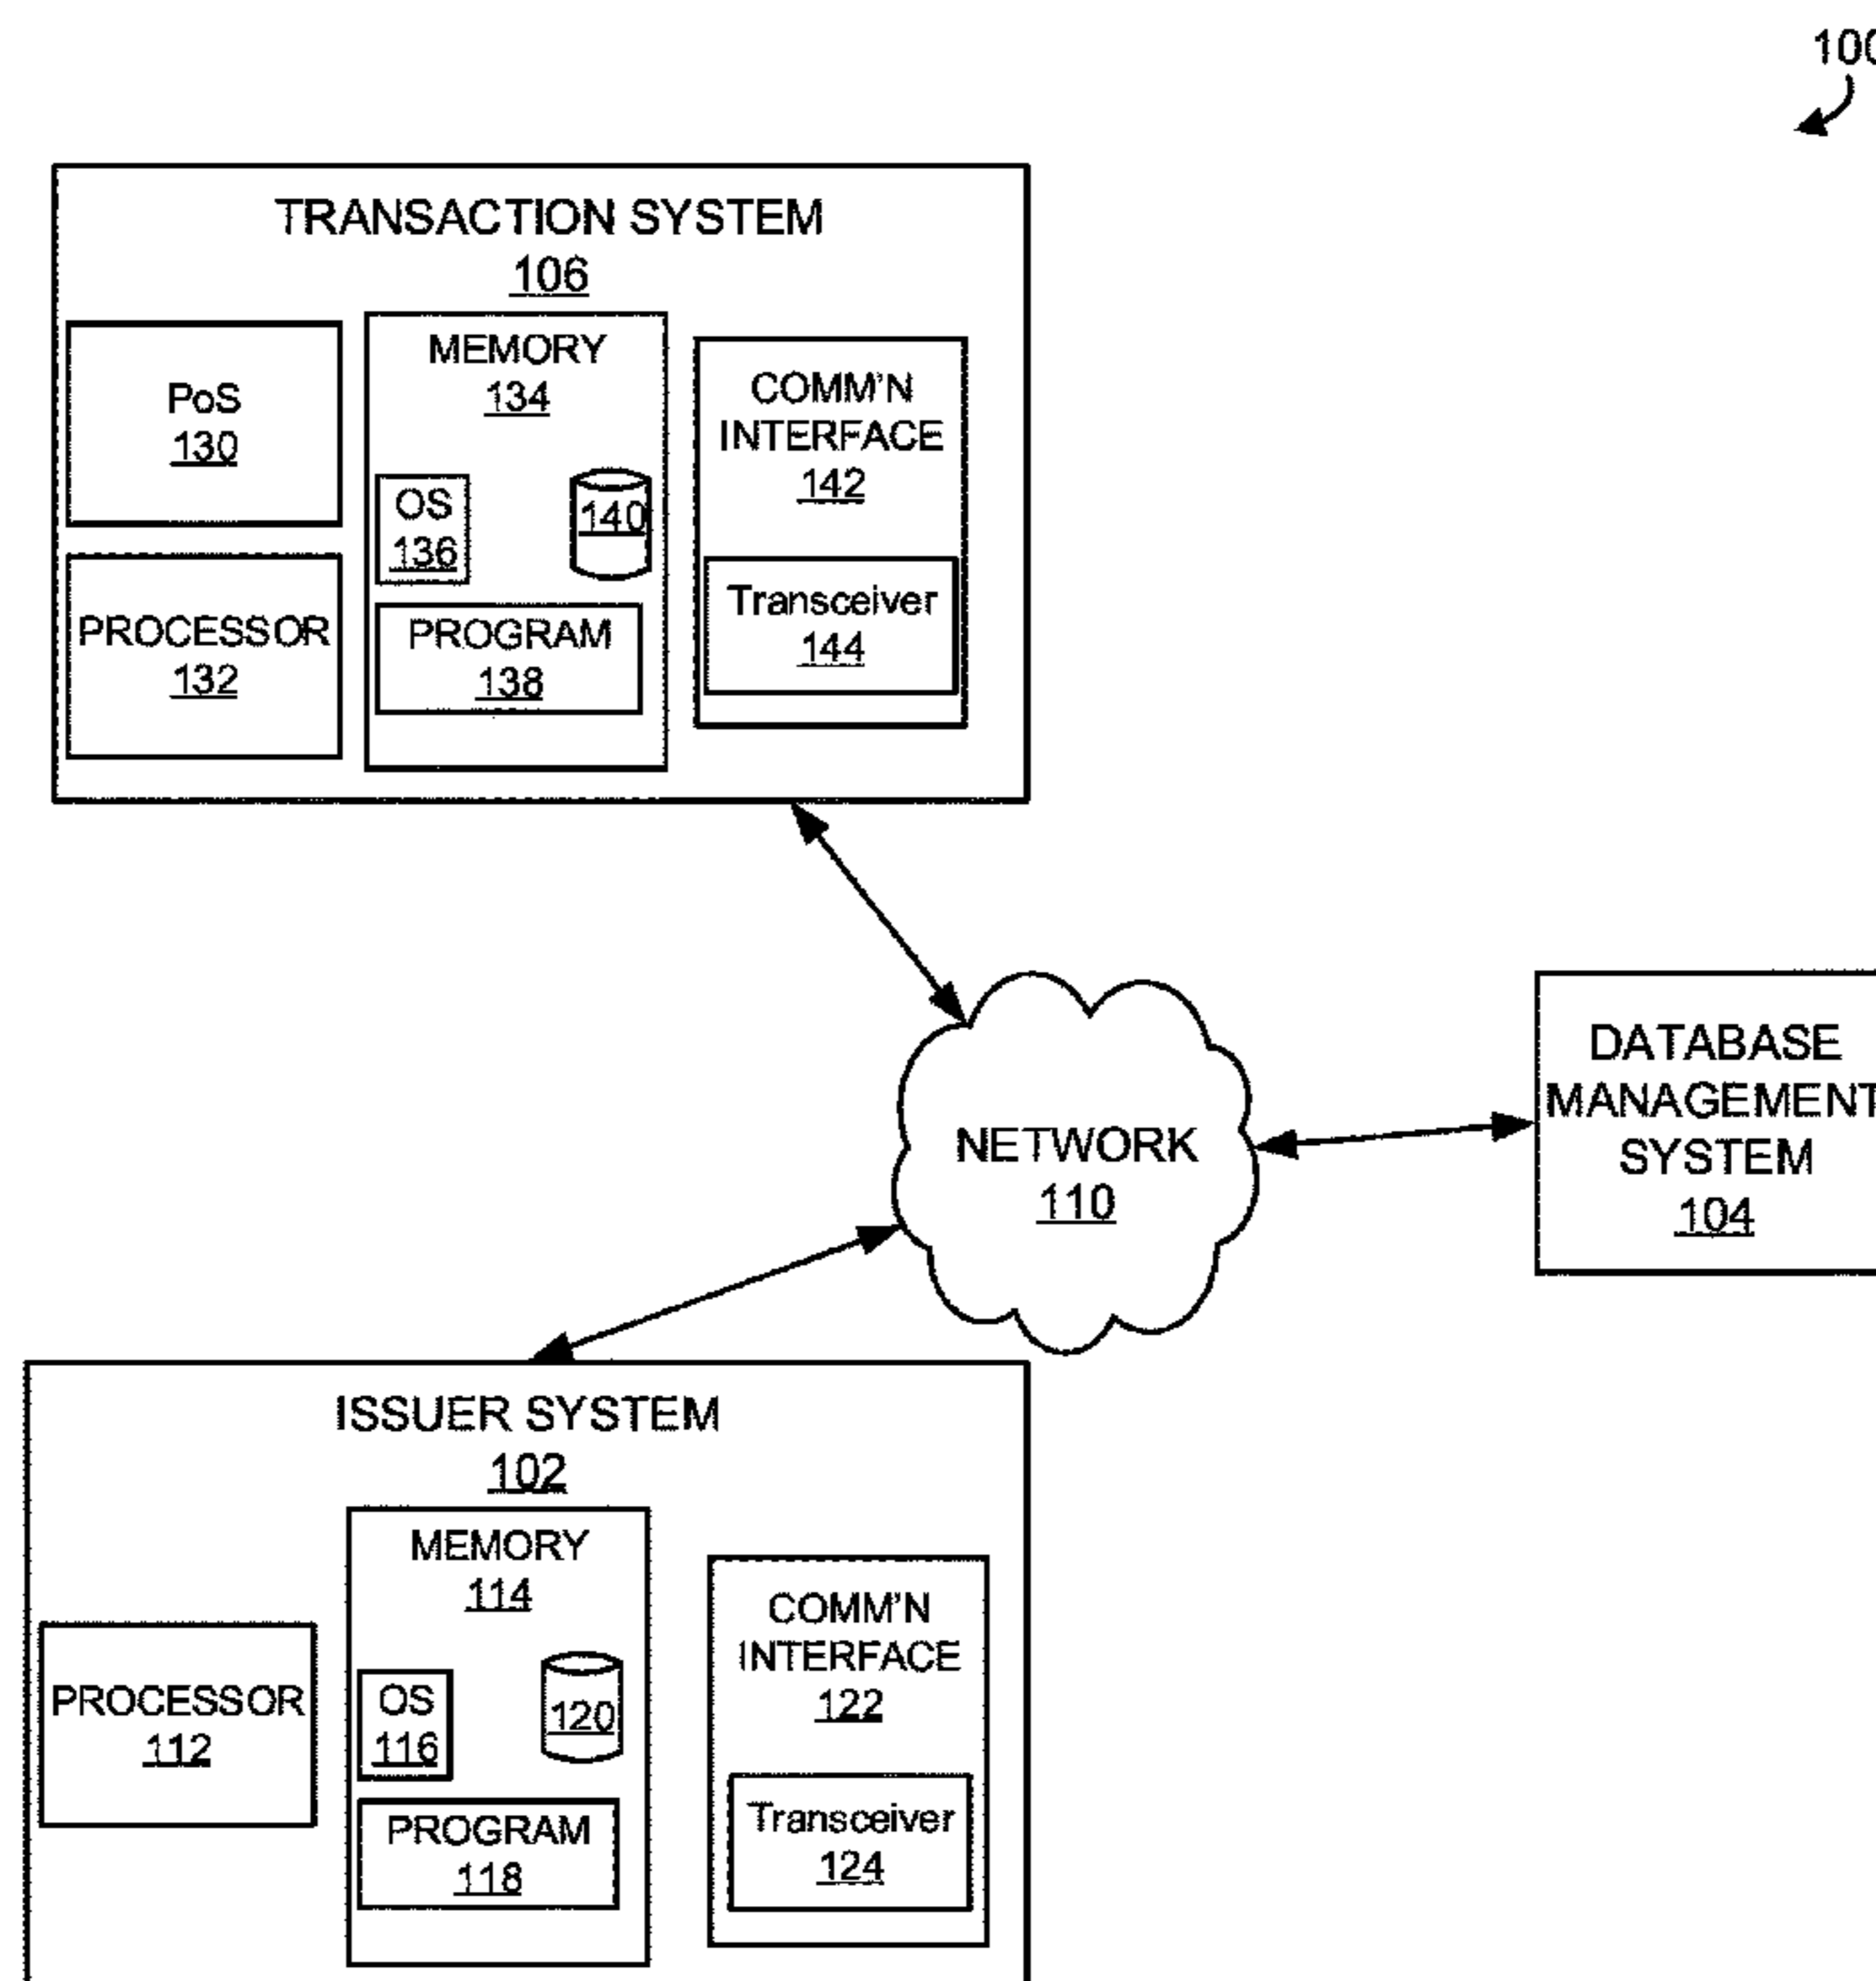 100
TRANSACTION SYSTEM
106
PoS
130
PROCESSOR
132
MEMORY
134
OS
136
140
PROGRAM
138
COMM'N
INTERFACE
142
Transceiver
144
NETWORK
110
DATABASE
MANAGEMENT
SYSTEM
104
ISSUER SYSTEM
102
PROCESSOR
112
MEMORY
114
OS
116
120
PROGRAM
118
COMM'N
INTERFACE
122
Transceiver
124